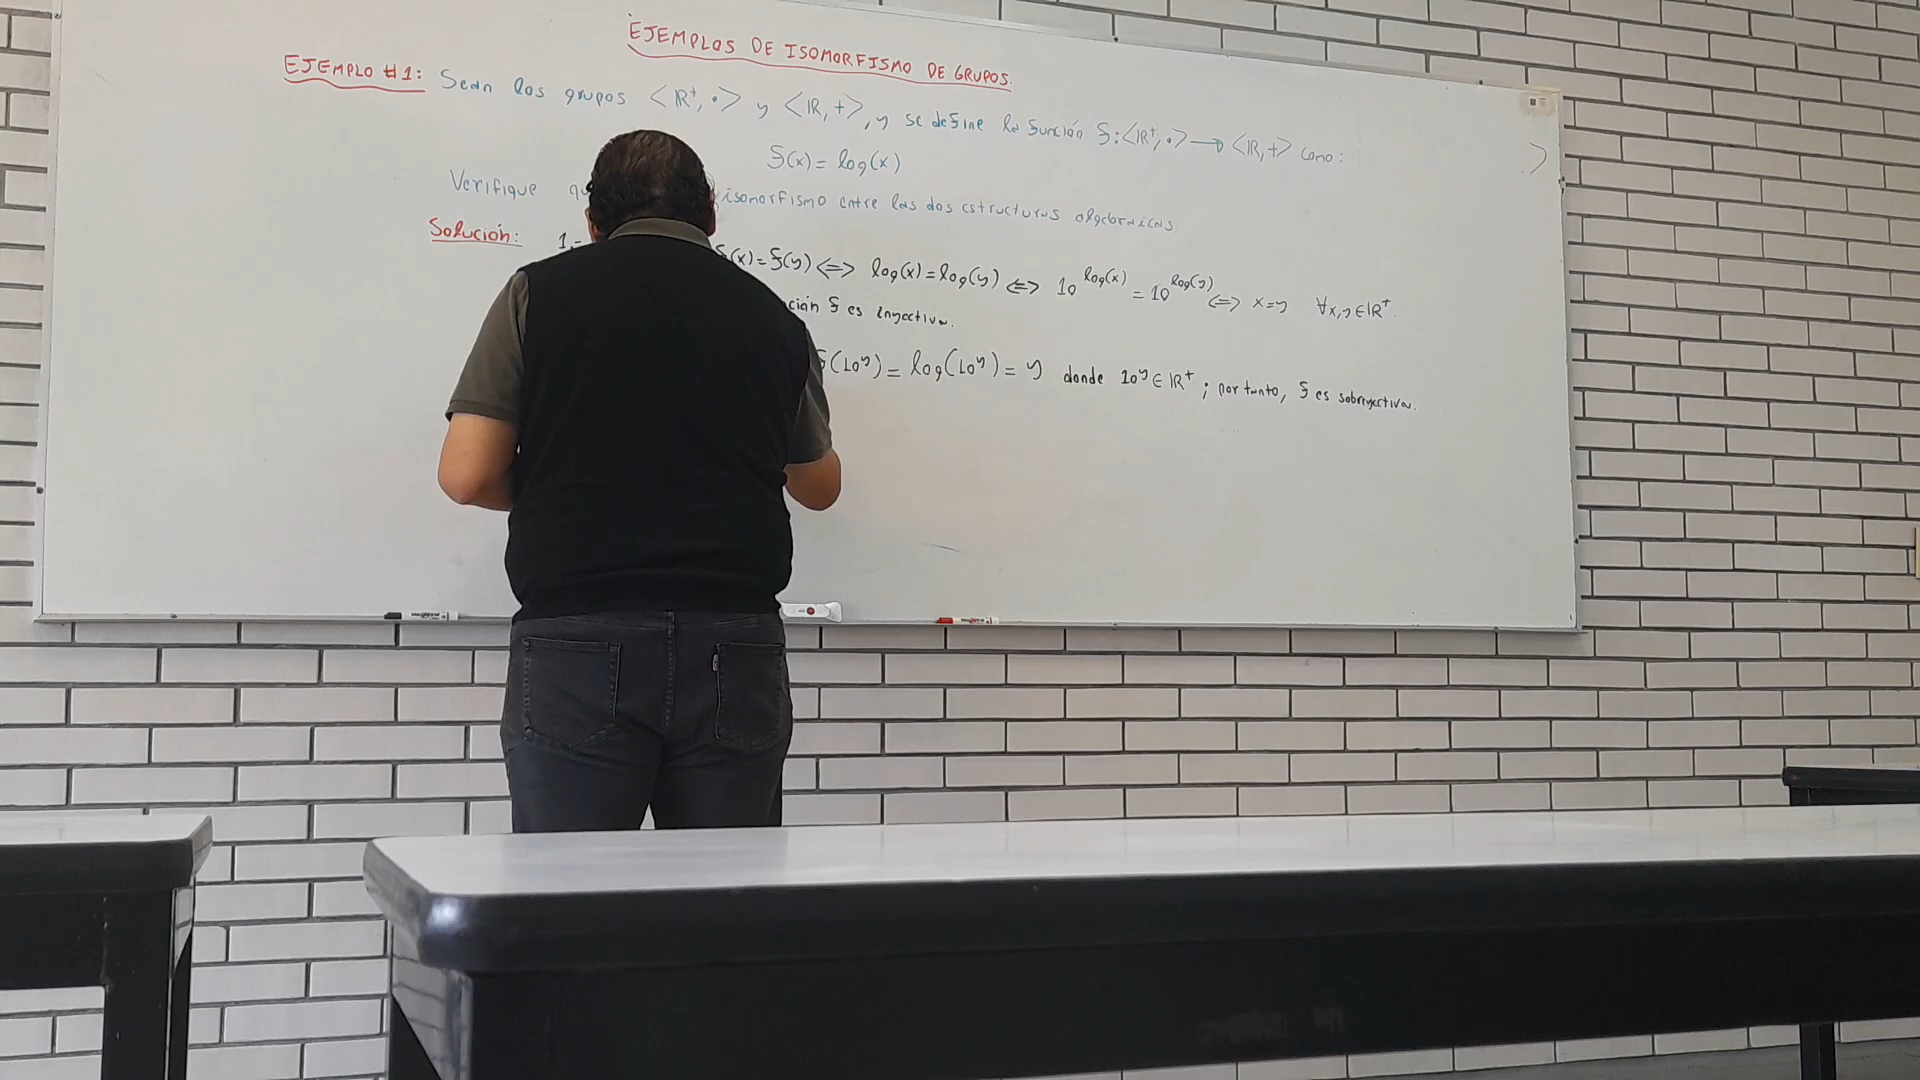 EJEMPLOS DE ISOMORFISMO DE GRUPOS.
EJEMPLO #1: Sean los grupos <ℝ⁺, •> y <ℝ, +>, y se define la función f: <ℝ⁺, •> → <ℝ, +> como:
f(x) = log(x)
Verifique isomorfismo entre las dos estructuras algebraicas.
Solución: 1.- f(x) = f(y) ⟺ log(x) = log(y) ⟺ 10^log(x) = 10^log(y) ⟺ x=y ∀x,y ∈ ℝ⁺.
f es inyectiva.
f(10^y) = log(10^y) = y donde 10^y ∈ ℝ⁺; por tanto, f es sobreyectiva.